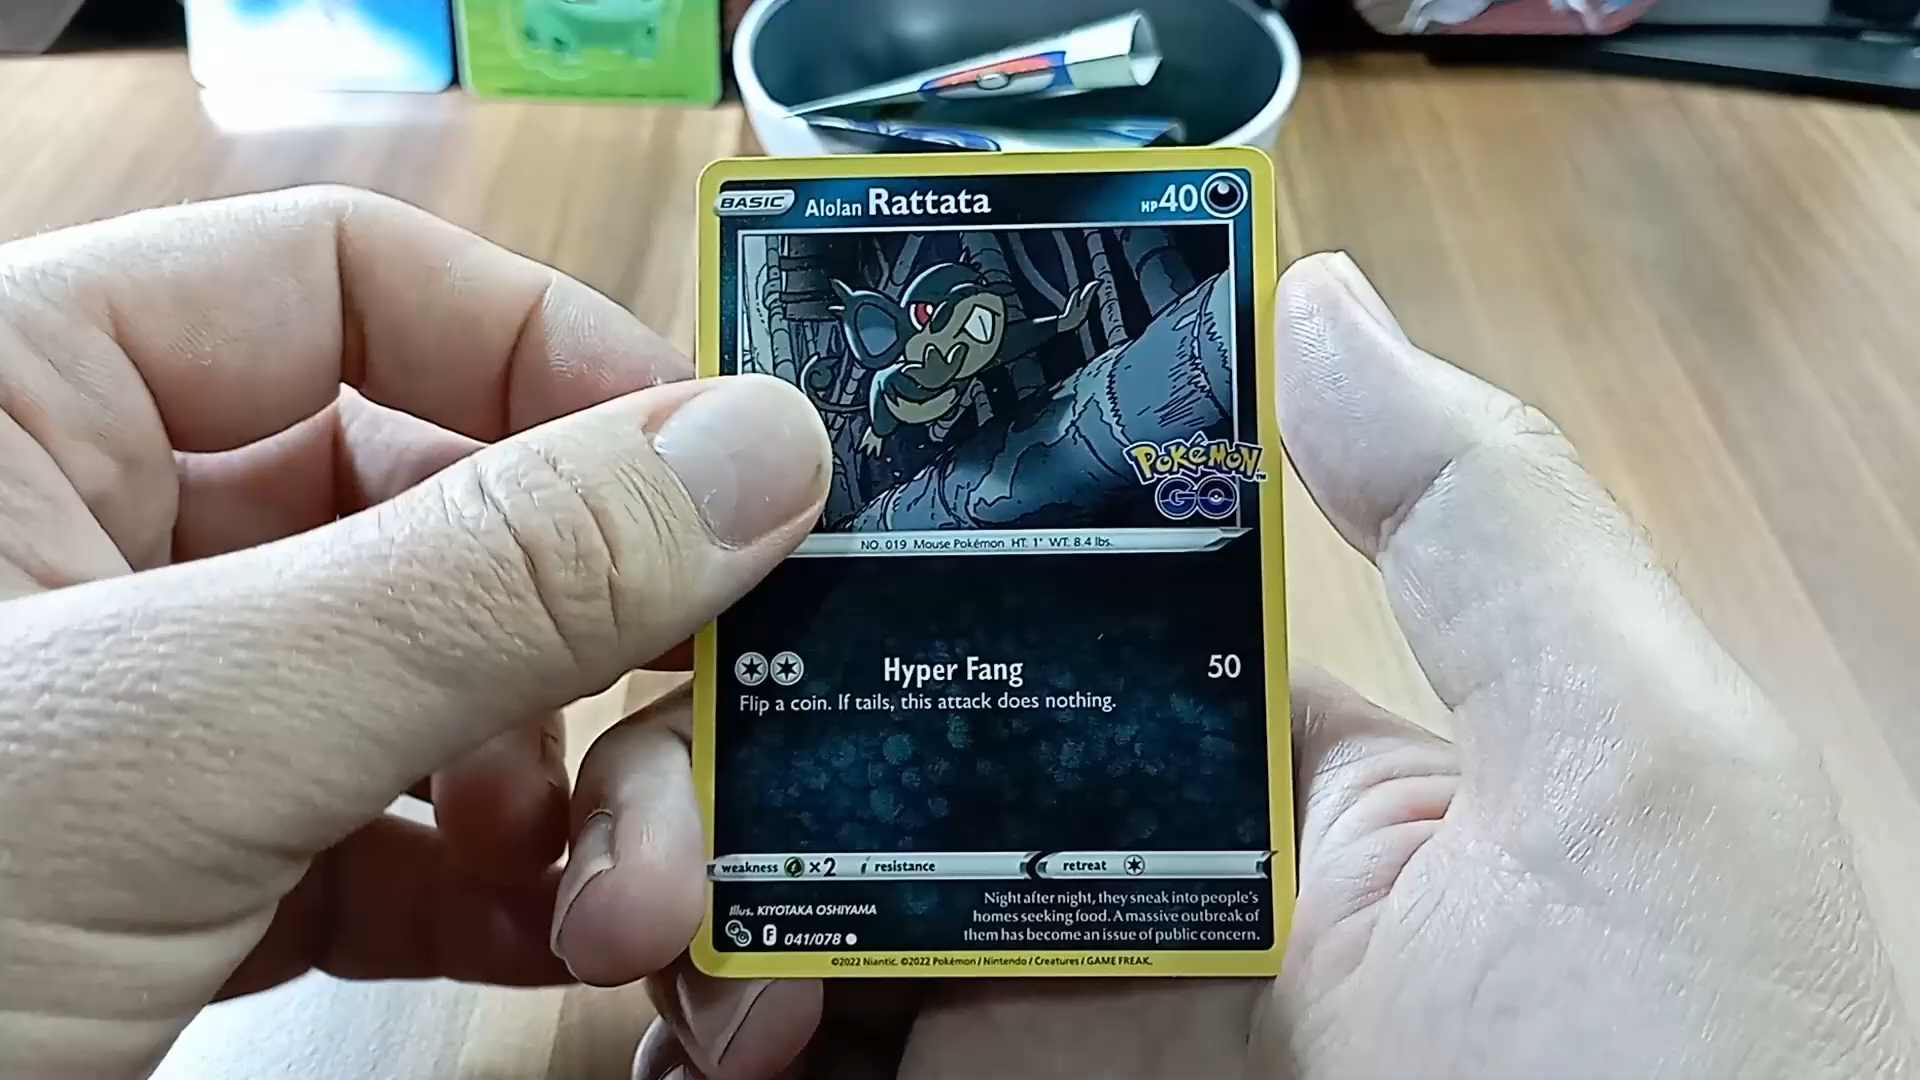 BASIC Alolan Rattata HP 40
POKÉMON™
GO
NO. 019 Mouse Pokémon HT. 1' WT. 8.4 lbs.
Hyper Fang 50
Flip a coin. If tails, this attack does nothing.
weakness ×2 resistance retreat
Night after night, they sneak into people's
homes seeking food. A massive outbreak of
them has become an issue of public concern.
Illus. KIYOTAKA OSHIYAMA
F 041/078
©2022 Niantic. ©2022 Pokémon / Nintendo / Creatures / GAME FREAK.